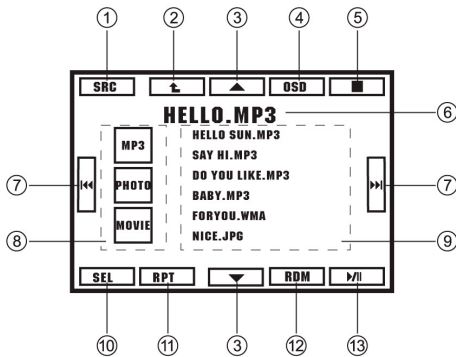 ① ② ③ ④ ⑤
SRC OSD
HELLO.MP3 ⑥
MP3 HELLO SUN.MP3
SAY HI.MP3
PHOTO DO YOU LIKE.MP3
⑦ ⑦
BABY.MP3
MOVIE FORYOU.WMA
⑧ NICE.JPG ⑨
SEL RPT RDM
⑩ ⑪ ③ ⑫ ⑬